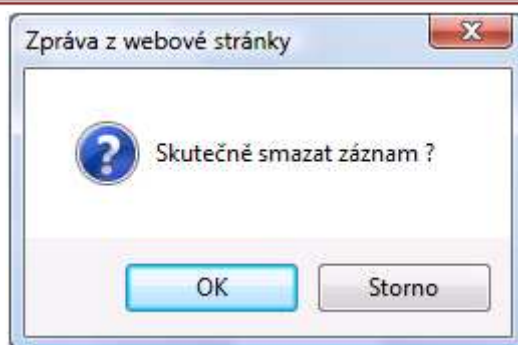 Zpráva z webové stránky
Skutečně smazat záznam ?
OK
Storno